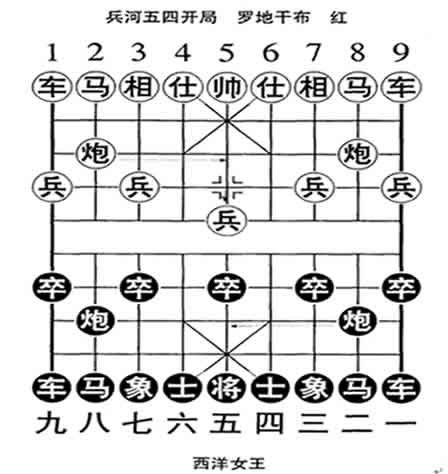 兵河五四开局 罗地干布 红
1 2 3 4 5 6 7 8 9
车 马 相 仕 帅 仕 相 马 车
炮 炮
兵 兵 兵 兵
兵
卒 卒 卒 卒 卒
炮 炮
车 马 象 士 将 士 象 马 车
九 八 七 六 五 四 三 二 一
西洋女王